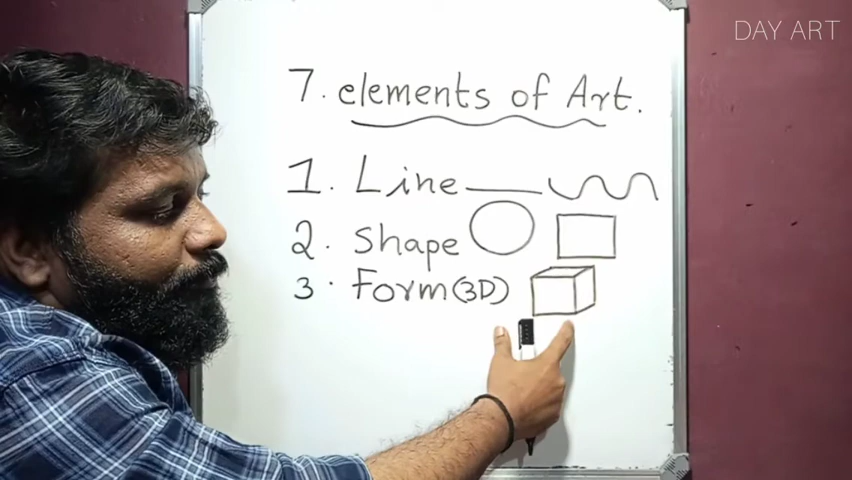 DAY ART
7. elements of Art.
1. Line
2. Shape
3. Form (3D)